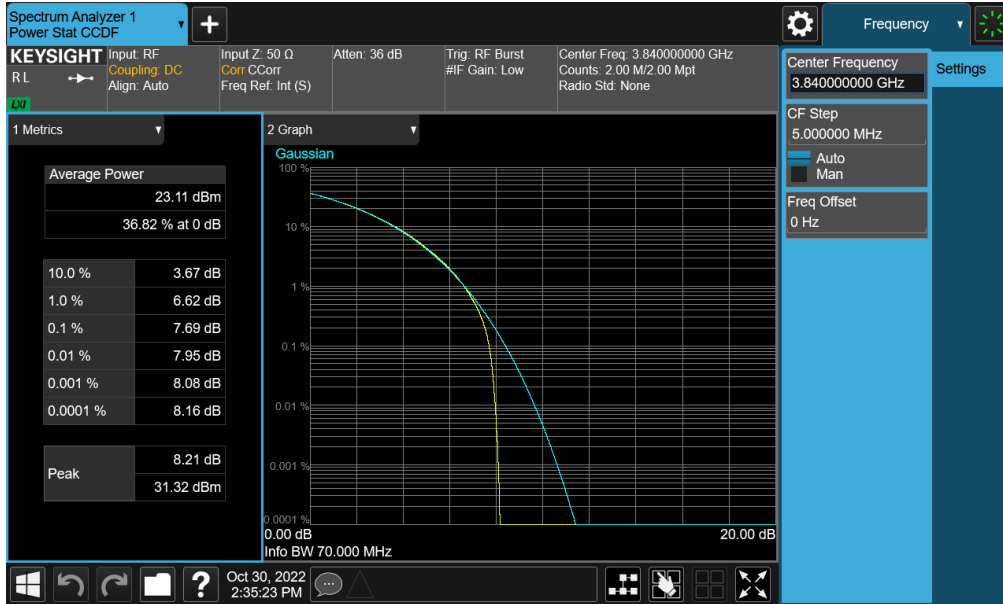 Spectrum Analyzer 1
Power Stat CCDF
Frequency
KEYSIGHT
RL
LXI
Input: RF
Coupling: DC
Align: Auto
Input Z: 50 Ω
Corr CCorr
Freq Ref: Int (S)
Atten: 36 dB
Trig: RF Burst
#IF Gain: Low
Center Freq: 3.840000000 GHz
Counts: 2.00 M/2.00 Mpt
Radio Std: None
Center Frequency
3.840000000 GHz
Settings
CF Step
5.000000 MHz
Auto
Man
Freq Offset
0 Hz
1 Metrics
Average Power
23.11 dBm
36.82 % at 0 dB
10.0 % 3.67 dB
1.0 % 6.62 dB
0.1 % 7.69 dB
0.01 % 7.95 dB
0.001 % 8.08 dB
0.0001 % 8.16 dB
Peak
8.21 dB
31.32 dBm
2 Graph
Gaussian
100 %
10 %
1 %
0.1 %
0.01 %
0.001 %
0.0001 %
0.00 dB 20.00 dB
Info BW 70.000 MHz
?
Oct 30, 2022
2:35:23 PM